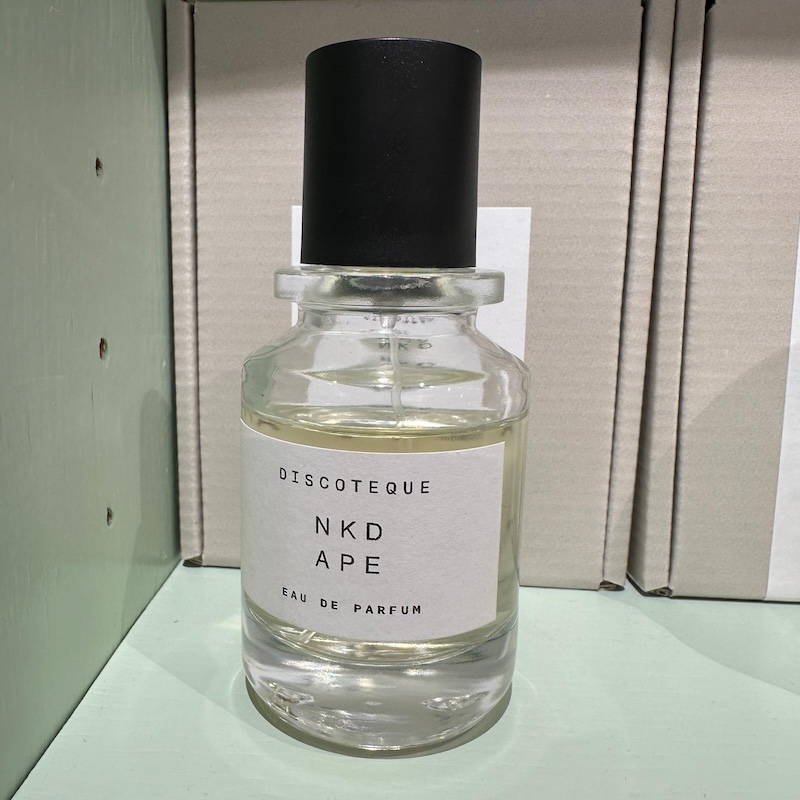 DISCOTEQUE
NKD
APE
EAU DE PARFUM